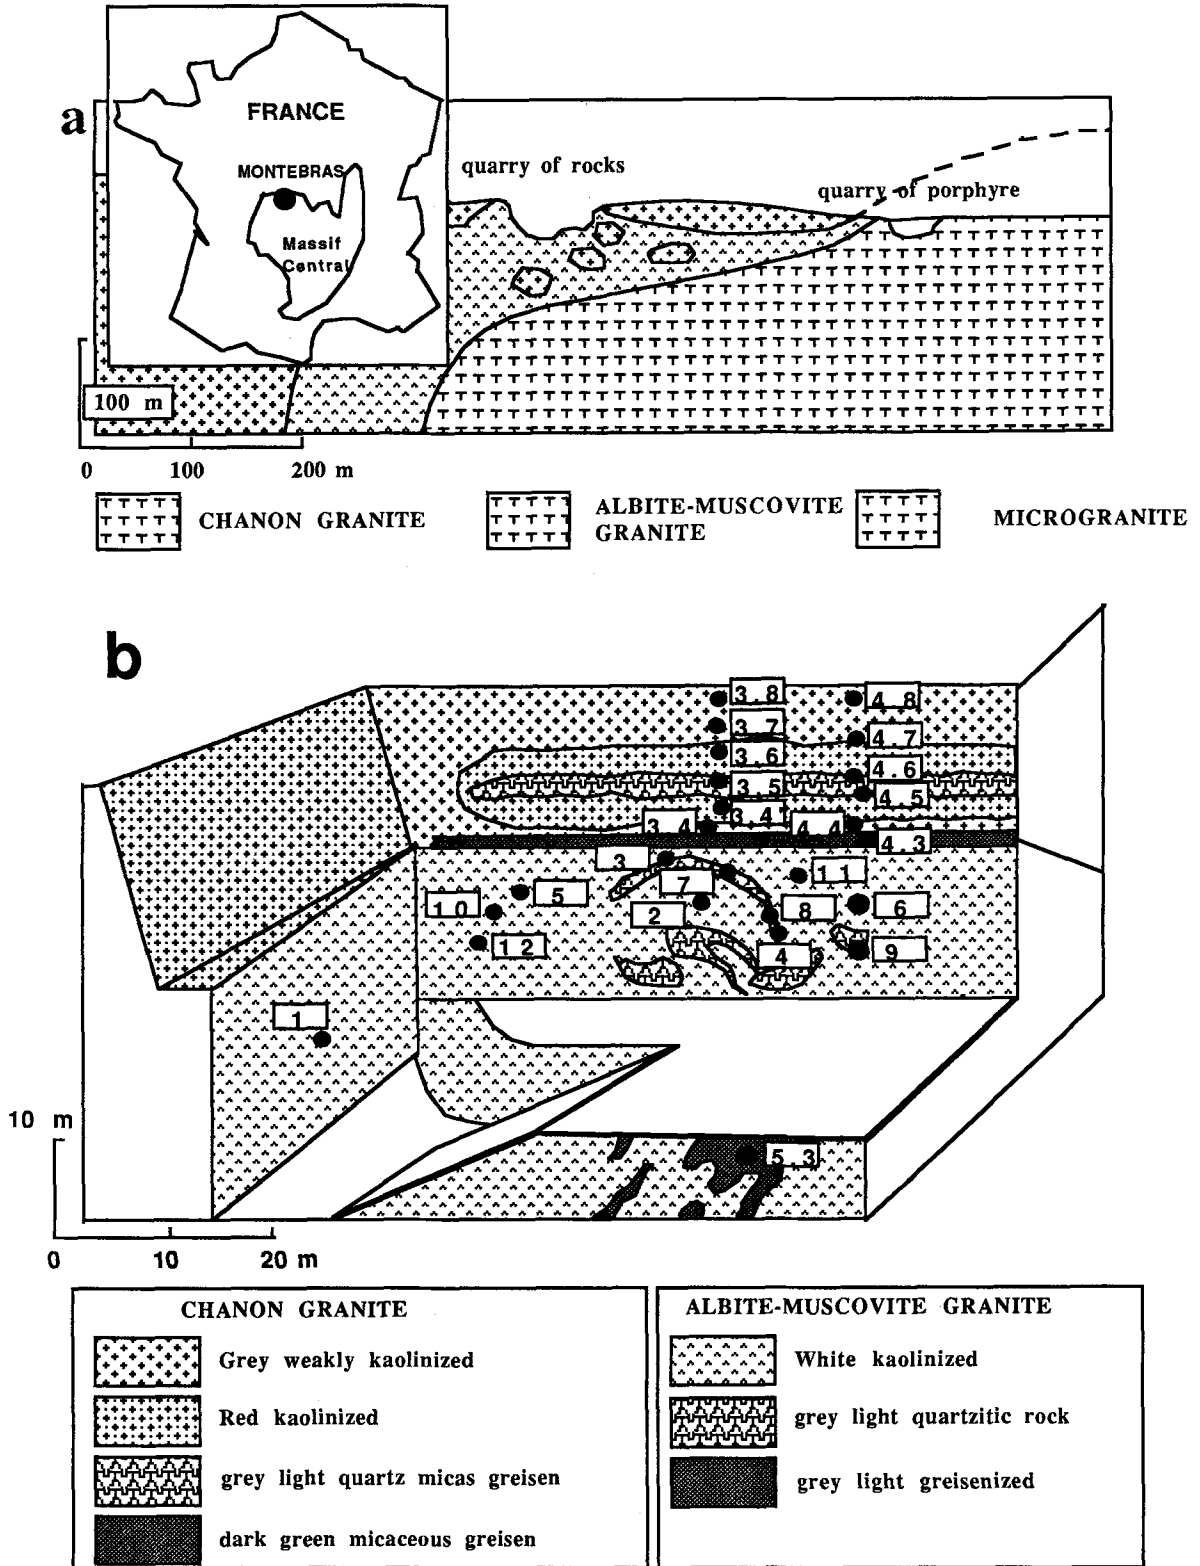 a
FRANCE
MONTEBRAS
Massif
Central
quarry of rocks
quarry of porphyre
100 m
0 100 200 m
CHANON GRANITE
ALBITE-MUSCOVITE
GRANITE
MICROGRANITE
b
3.8
4.8
3.7
4.7
3.6
4.6
3.5
4.5
3.41
3.4
4.4
4.3
3
11
7
5
10
2
8
6
12
4
9
1
5.3
10 m
0 10 20 m
CHANON GRANITE
Grey weakly kaolinized
Red kaolinized
grey light quartz micas greisen
dark green micaceous greisen
ALBITE-MUSCOVITE GRANITE
White kaolinized
grey light quartzitic rock
grey light greisenized